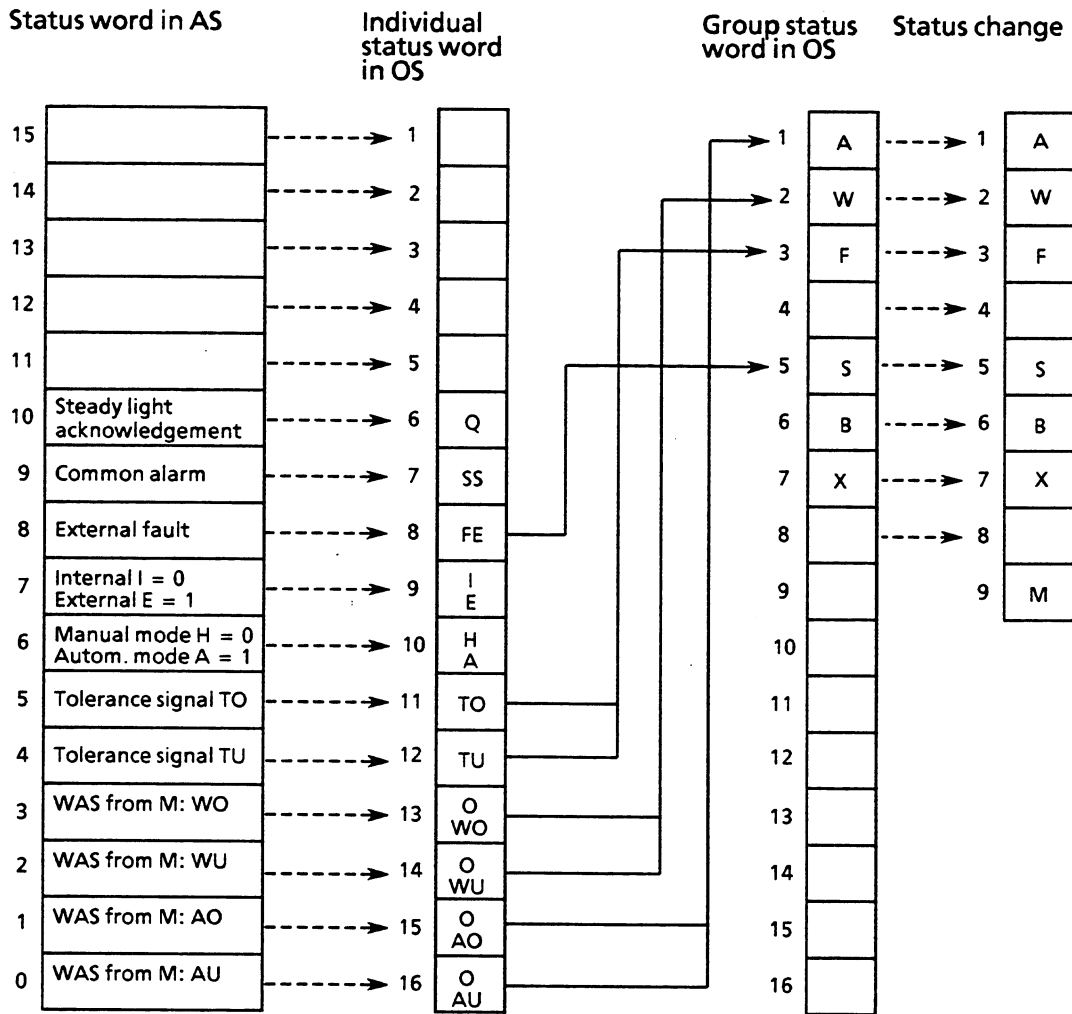 Status word in AS
Individual
status word
in OS
Group status
word in OS
Status change
15
1
1
A
1
A
14
2
2
W
2
W
13
3
3
F
3
F
12
4
4
4
11
5
5
S
5
S
10
Steady light
acknowledgement
6
Q
6
B
6
B
9
Common alarm
7
SS
7
X
7
X
8
External fault
8
FE
8
8
7
Internal I = 0
External E = 1
9
I
E
9
9
M
6
Manual mode H = 0
Autom. mode A = 1
10
H
A
10
5
Tolerance signal TO
11
TO
11
4
Tolerance signal TU
12
TU
12
3
WAS from M: WO
13
O
WO
13
2
WAS from M: WU
14
O
WU
14
1
WAS from M: AO
15
O
AO
15
0
WAS from M: AU
16
O
AU
16